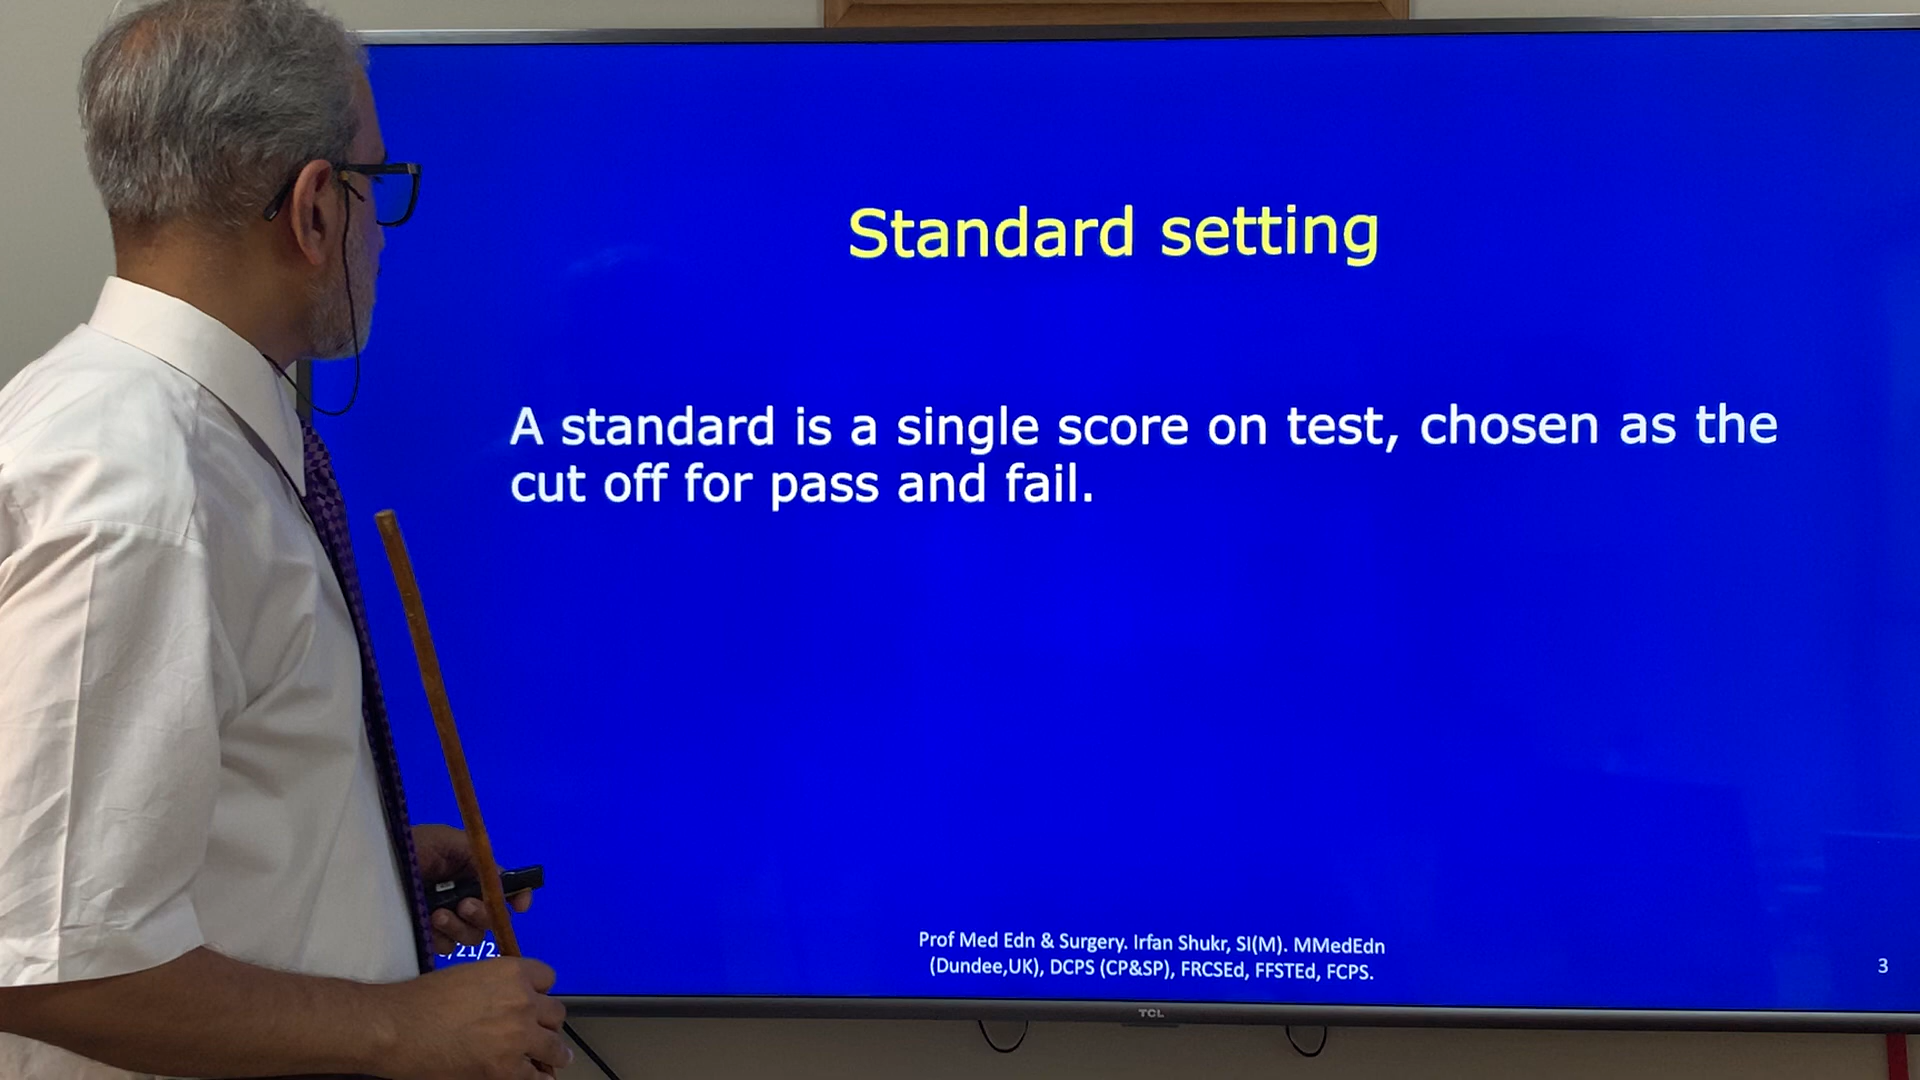 Standard setting
A standard is a single score on test, chosen as the
cut off for pass and fail.
Prof Med Edn & Surgery. Irfan Shukr, SI(M). MMedEdn
(Dundee,UK), DCPS (CP&SP), FRCSEd, FFSTEd, FCPS.
3
TCL